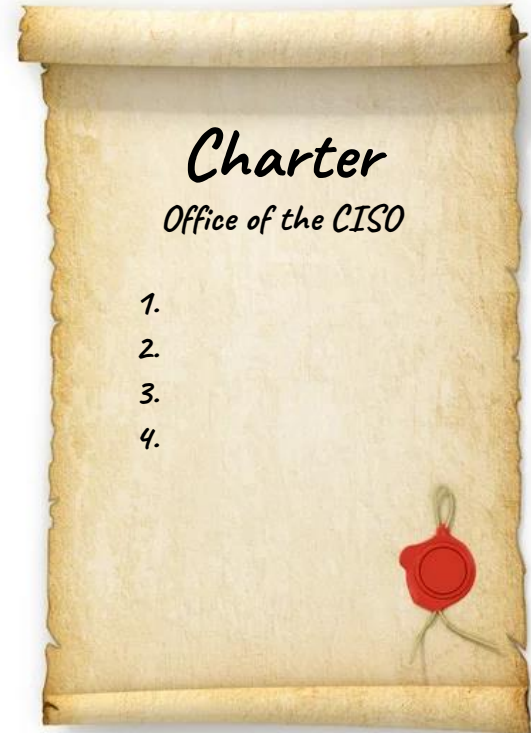 Charter
Office of the CISO
1.
2.
3.
4.